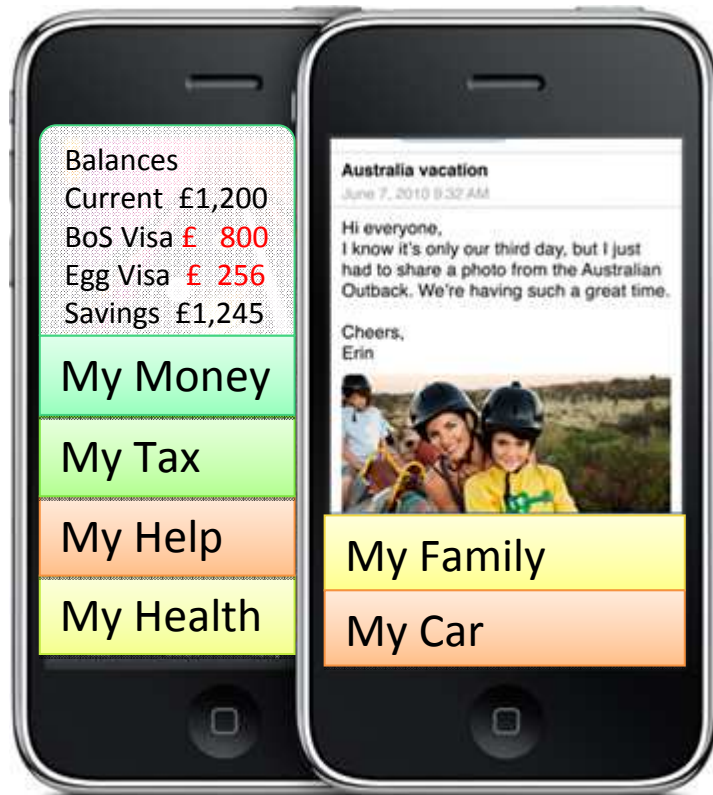 Balances
Current £1,200
BoS Visa £ 800
Egg Visa £ 256
Savings £1,245
My Money
My Tax
My Help
My Health
Australia vacation
June 7, 2010 9:32 AM
Hi everyone,
I know it's only our third day, but I just
had to share a photo from the Australian
Outback. We're having such a great time.
Cheers,
Erin
My Family
My Car